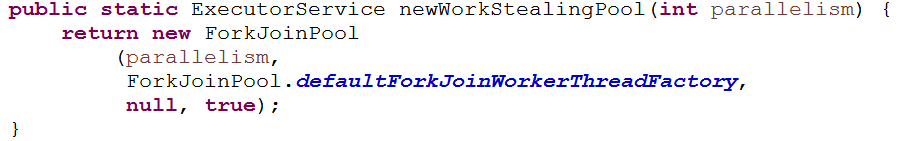 public static ExecutorService newWorkStealingPool(int parallelism) {
    return new ForkJoinPool
        (parallelism,
         ForkJoinPool.defaultForkJoinWorkerThreadFactory,
         null, true);
}